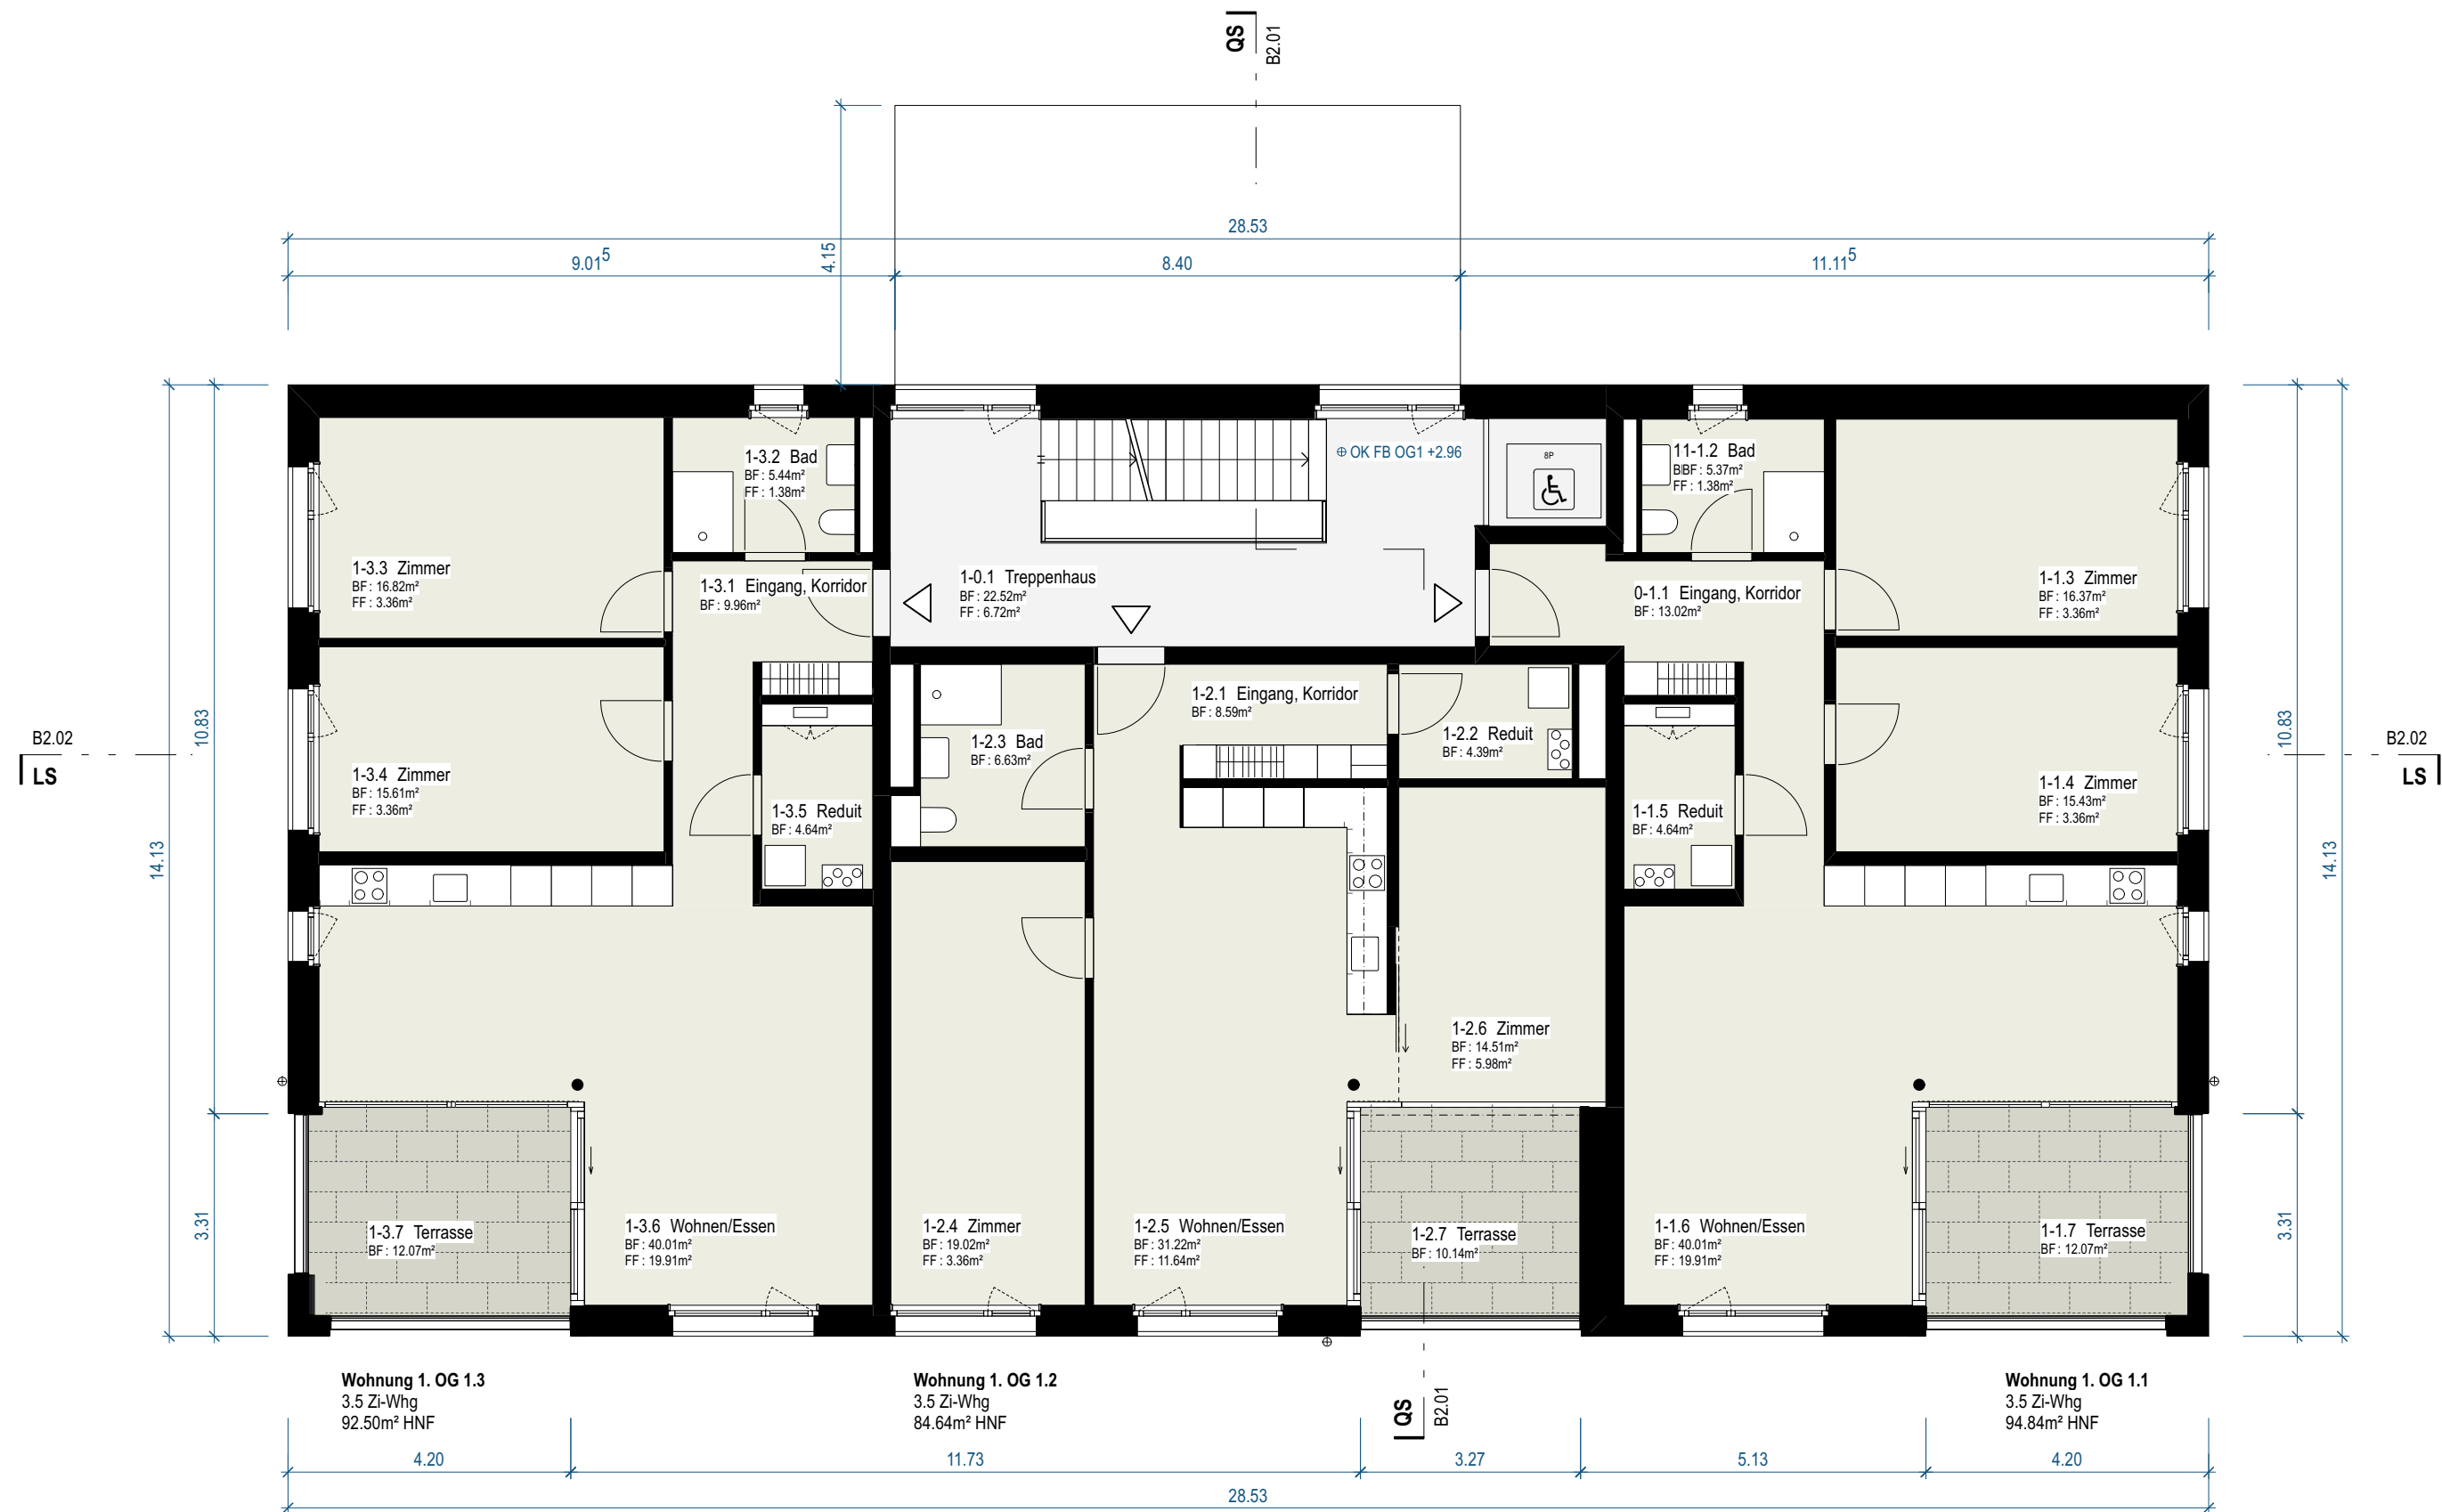 QS
B2.01
28.53
9.01⁵
4.15
8.40
11.11⁵
1-3.2 Bad
BF : 5.44m²
FF : 1.38m²
⊕ OK FB OG1 +2.96
8P
11-1.2 Bad
BBF : 5.37m²
FF : 1.38m²
1-3.3 Zimmer
BF : 16.82m²
FF : 3.36m²
1-3.1 Eingang, Korridor
BF : 9.96m²
1-0.1 Treppenhaus
BF : 22.52m²
FF : 6.72m²
0-1.1 Eingang, Korridor
BF : 13.02m²
1-1.3 Zimmer
BF : 16.37m²
FF : 3.36m²
1-2.1 Eingang, Korridor
BF : 8.59m²
1-2.2 Reduit
BF : 4.39m²
1-2.3 Bad
BF : 6.63m²
10.83
14.13
B2.02
LS
10.83
14.13
B2.02
LS
1-3.4 Zimmer
BF : 15.61m²
FF : 3.36m²
1-3.5 Reduit
BF : 4.64m²
1-1.5 Reduit
BF : 4.64m²
1-1.4 Zimmer
BF : 15.43m²
FF : 3.36m²
1-2.6 Zimmer
BF : 14.51m²
FF : 5.98m²
3.31
1-3.7 Terrasse
BF : 12.07m²
1-3.6 Wohnen/Essen
BF : 40.01m²
FF : 19.91m²
1-2.4 Zimmer
BF : 19.02m²
FF : 3.36m²
1-2.5 Wohnen/Essen
BF : 31.22m²
FF : 11.64m²
1-2.7 Terrasse
BF : 10.14m²
1-1.6 Wohnen/Essen
BF : 40.01m²
FF : 19.91m²
1-1.7 Terrasse
BF : 12.07m²
3.31
Wohnung 1. OG 1.3
3.5 Zi-Whg
92.50m² HNF
Wohnung 1. OG 1.2
3.5 Zi-Whg
84.64m² HNF
QS
B2.01
Wohnung 1. OG 1.1
3.5 Zi-Whg
94.84m² HNF
4.20
11.73
3.27
5.13
4.20
28.53